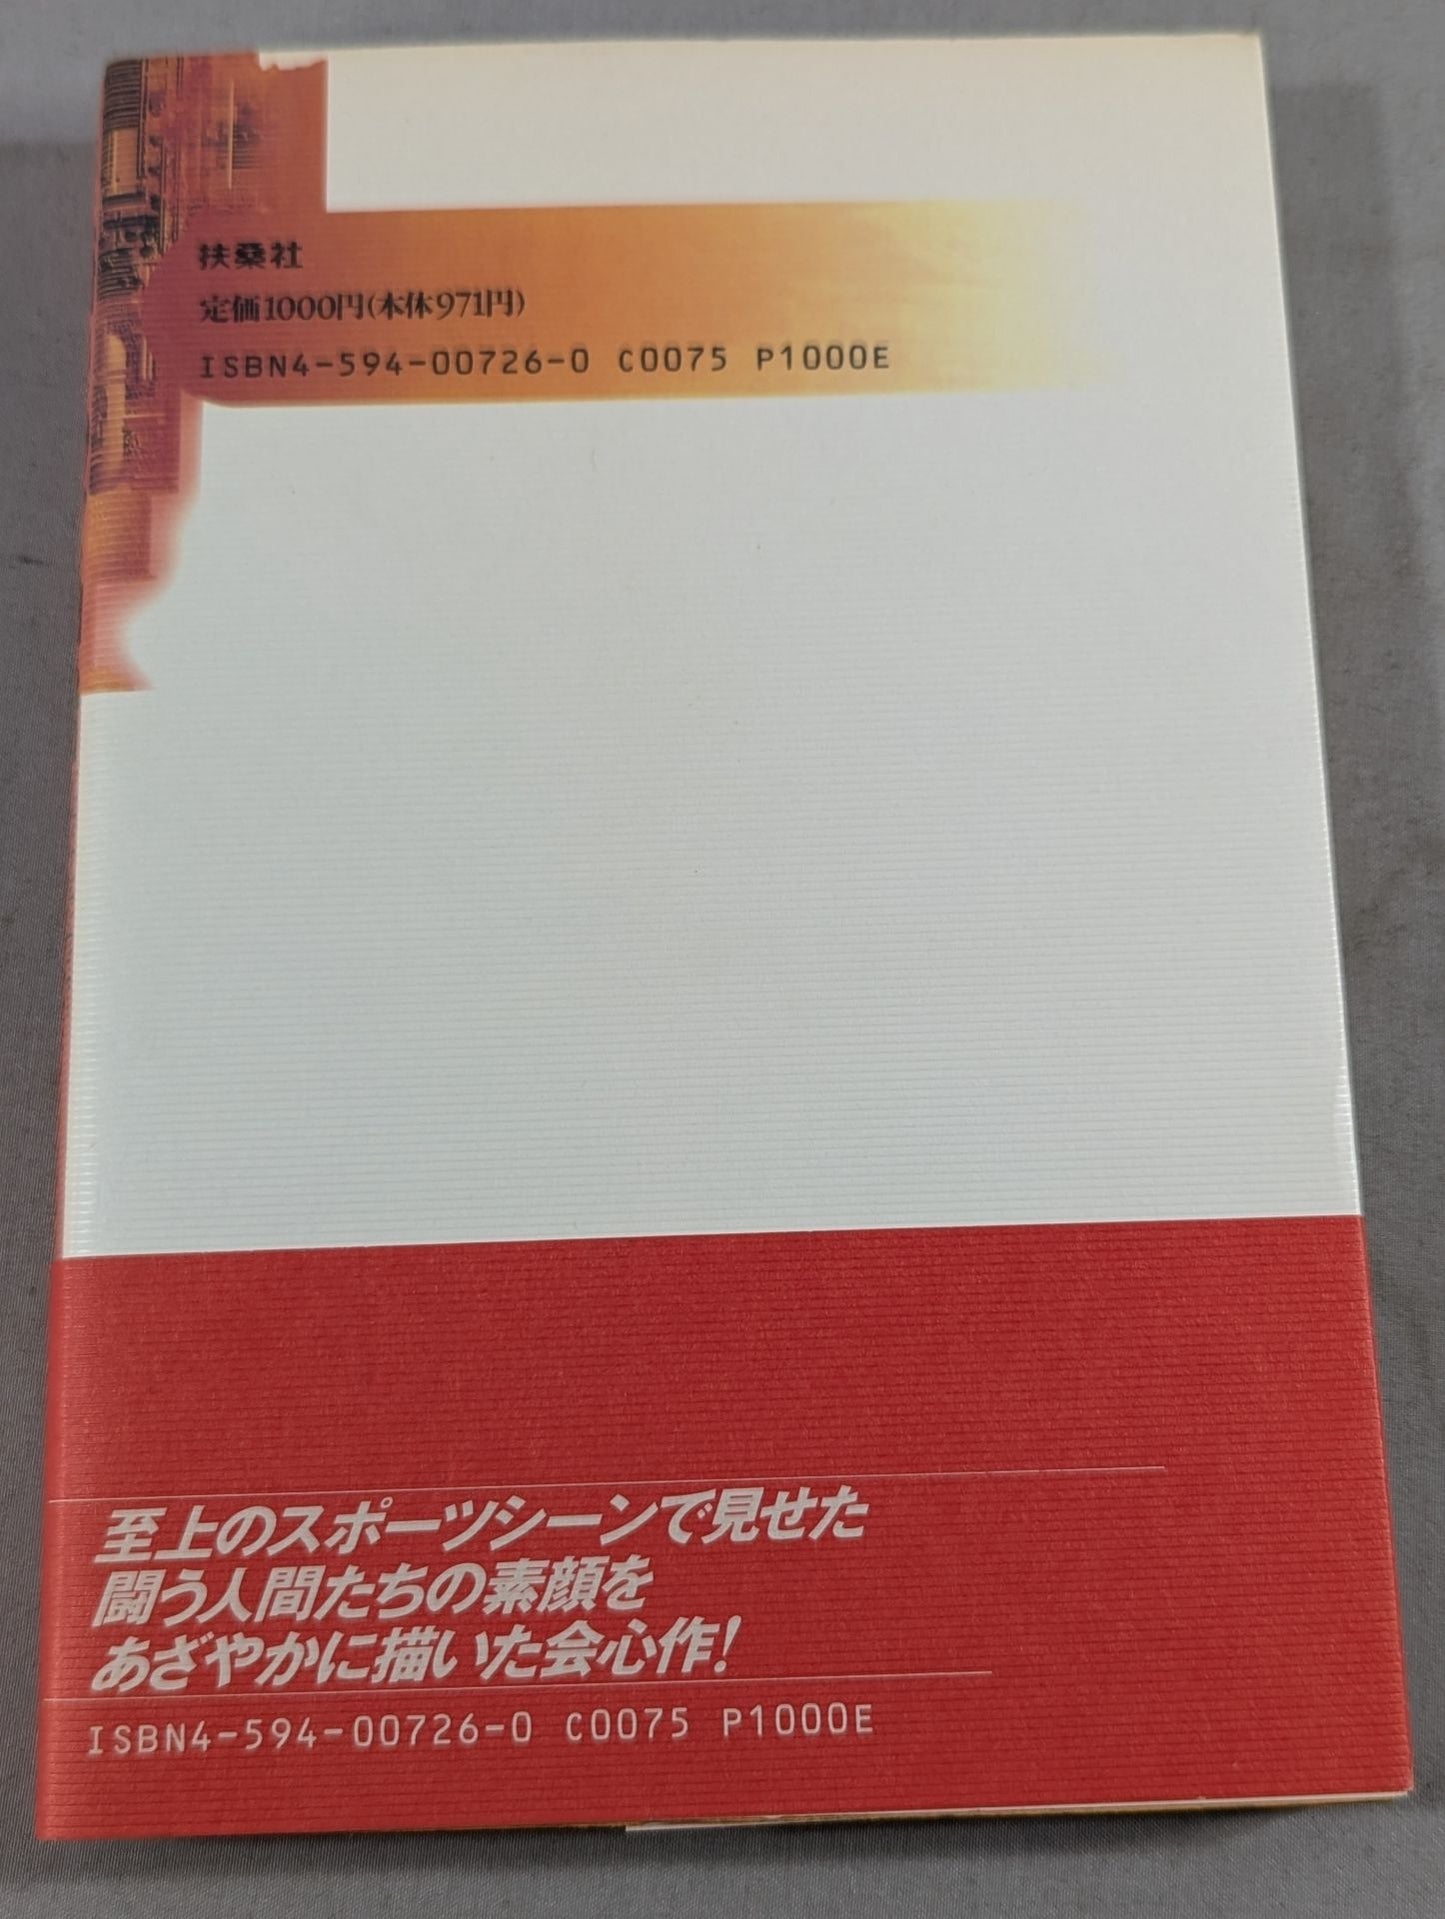 扶桑社
定価1000円(本体971円)
ISBN4-594-00726-0 C0075 P1000E
至上のスポーツシーンで見せた
闘う人間たちの素顔を
あざやかに描いた会心作!
ISBN4-594-00726-0 C0075 P1000E